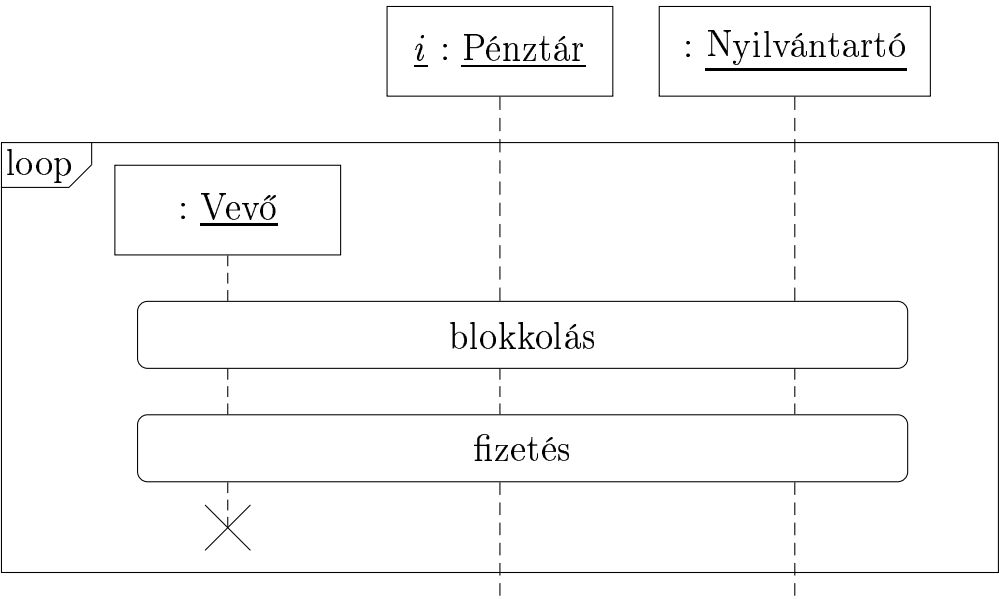 i : Pénztár
: Nyilvántartó
loop
: Vevő
blokkolás
fizetés